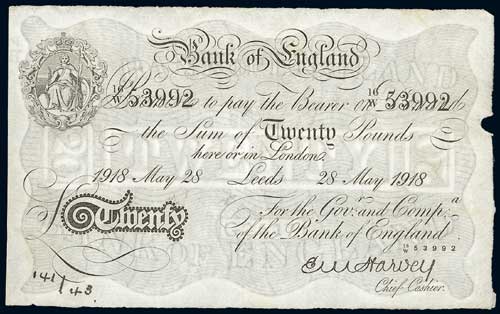 Bank of England
16/W 53992 to pay the Bearer on 16/W 53992
the Sum of Twenty Pounds
here or in London.
1918 May 28 Leeds 28 May 1918
For the Govr. and Compa.
£Twenty of the Bank of England
16/W 53992
E M Harvey
141/43 Chief Cashier.